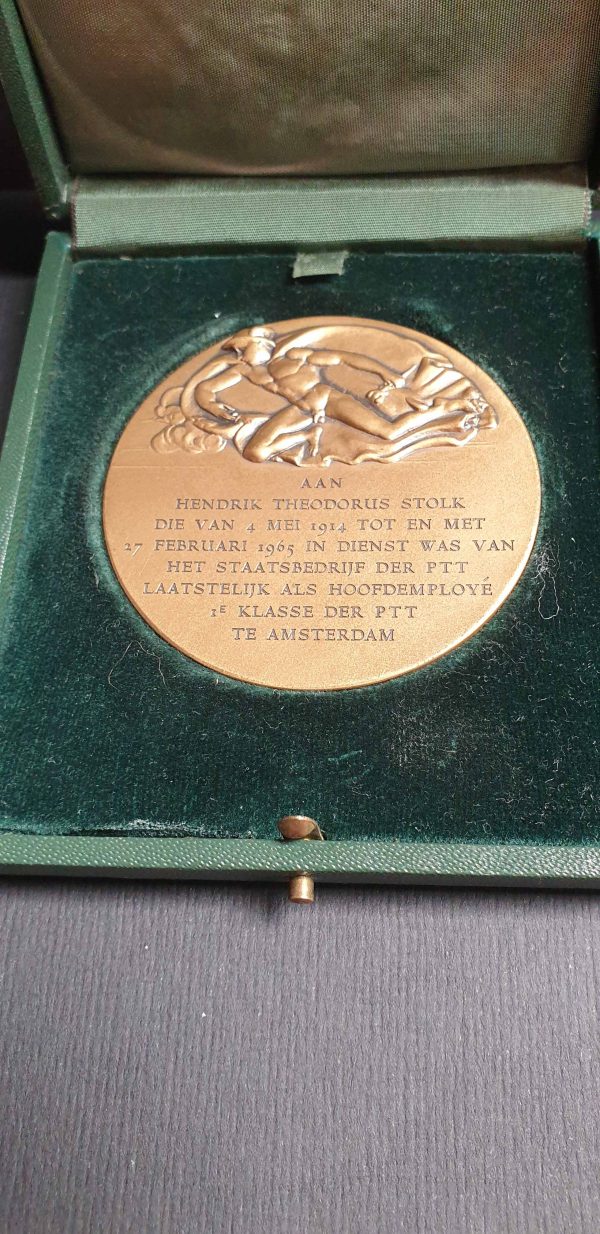 AAN
HENDRIK THEODORUS STOLK
DIE VAN 4 MEI 1914 TOT EN MET
27 FEBRUARI 1965 IN DIENST WAS VAN
HET STAATSBEDRIJF DER PTT
LAATSTELIJK ALS HOOFDEMPLOYÉ
1E KLASSE DER PTT
TE AMSTERDAM